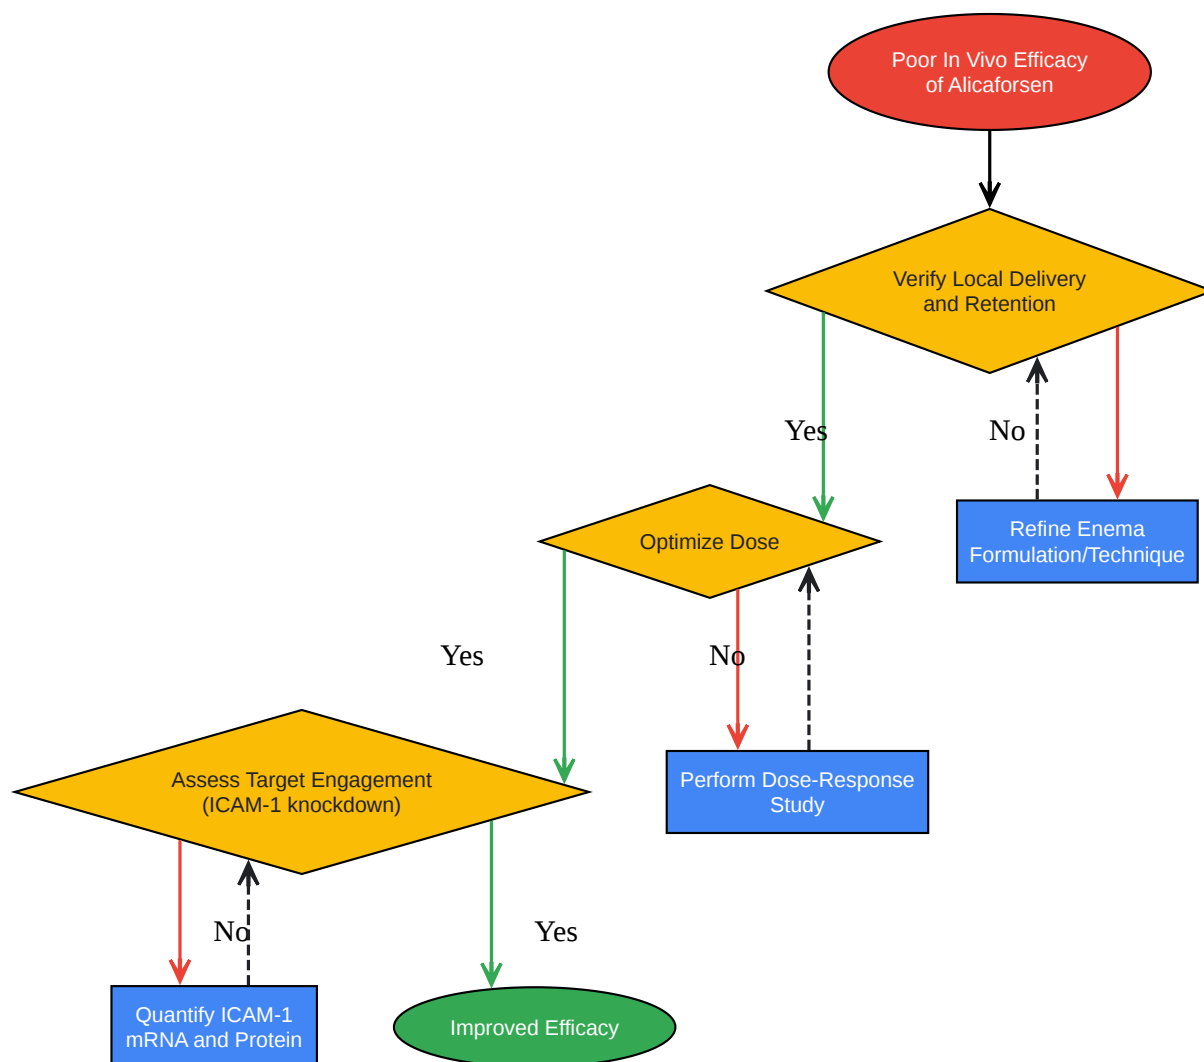 Poor In Vivo Efficacy
of Alicaforsen
Verify Local Delivery
and Retention
Yes
No
Refine Enema
Formulation/Technique
Optimize Dose
Yes
No
Perform Dose-Response
Study
Assess Target Engagement
(ICAM-1 knockdown)
No
Yes
Quantify ICAM-1
mRNA and Protein
Improved Efficacy